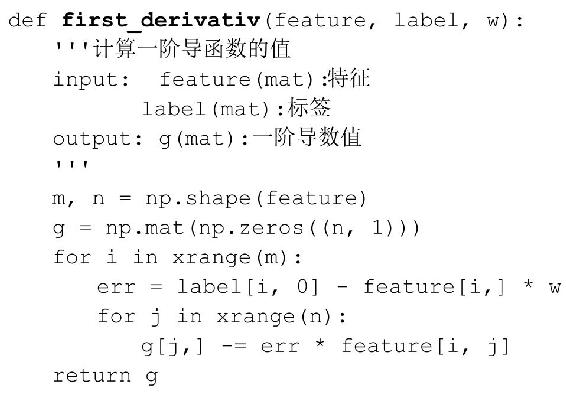 def first_derivativ(feature, label, w):
    '''计算一阶导函数的值
    input:  feature(mat):特征
            label(mat):标签
    output: g(mat):一阶导数值
    '''
    m, n = np.shape(feature)
    g = np.mat(np.zeros((n, 1)))
    for i in xrange(m):
        err = label[i, 0] - feature[i,] * w
        for j in xrange(n):
            g[j,] -= err * feature[i, j]
    return g